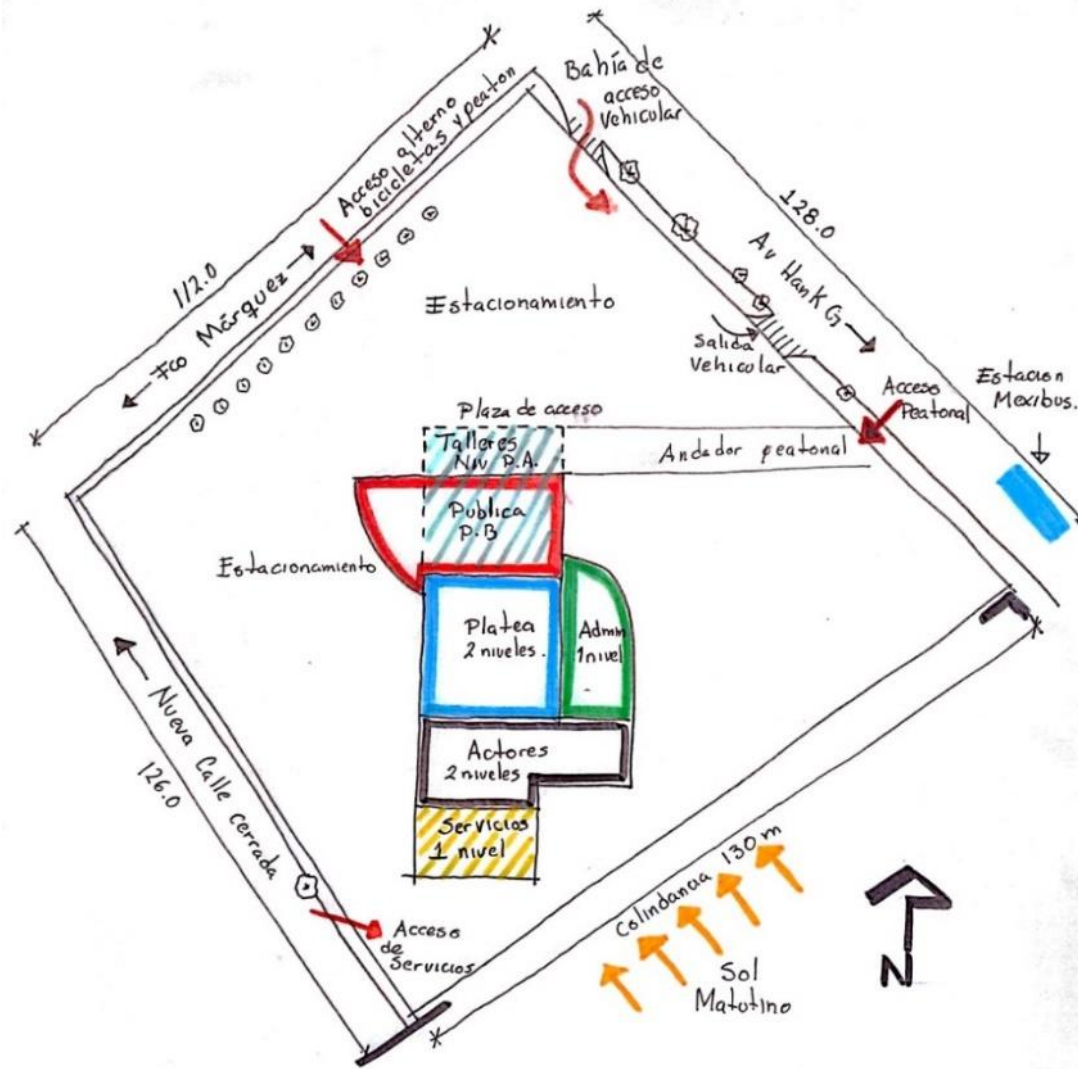 Bahía de
acceso
Vehicular
Acceso alterno
bicicletas y peaton
112.0
← Fco Márquez →
128.0
Av Hank G →
Estacionamiento
Salida
Vehicular
Acceso
Peatonal
Estacion
Mexibus.
Plaza de acceso
Talleres
Niv P.A.
Andador peatonal
Publica
P.B
Estacionamiento
Platea
2 niveles.
Admin
1 nivel
Nueva Calle cerrada
126.0
Actores
2 niveles
Servicios
1 nivel
Acceso
de
Servicios
Colindancia 130 m
Sol
Matutino
N